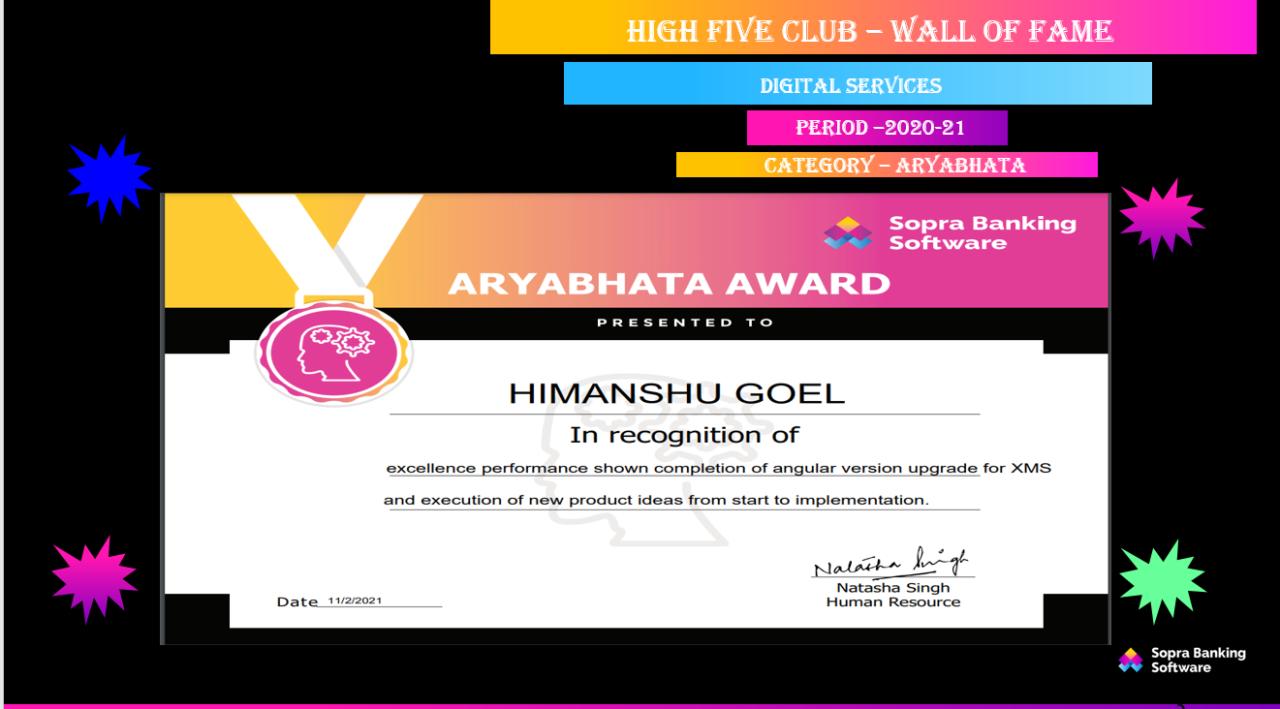 HIGH FIVE CLUB – WALL OF FAME
DIGITAL SERVICES
PERIOD –2020-21
CATEGORY – ARYABHATA
Sopra Banking
Software
ARYABHATA AWARD
PRESENTED TO
HIMANSHU GOEL
In recognition of
excellence performance shown completion of angular version upgrade for XMS
and execution of new product ideas from start to implementation.
Natasha Singh
Natasha Singh
Human Resource
Date 11/2/2021
Sopra Banking
Software